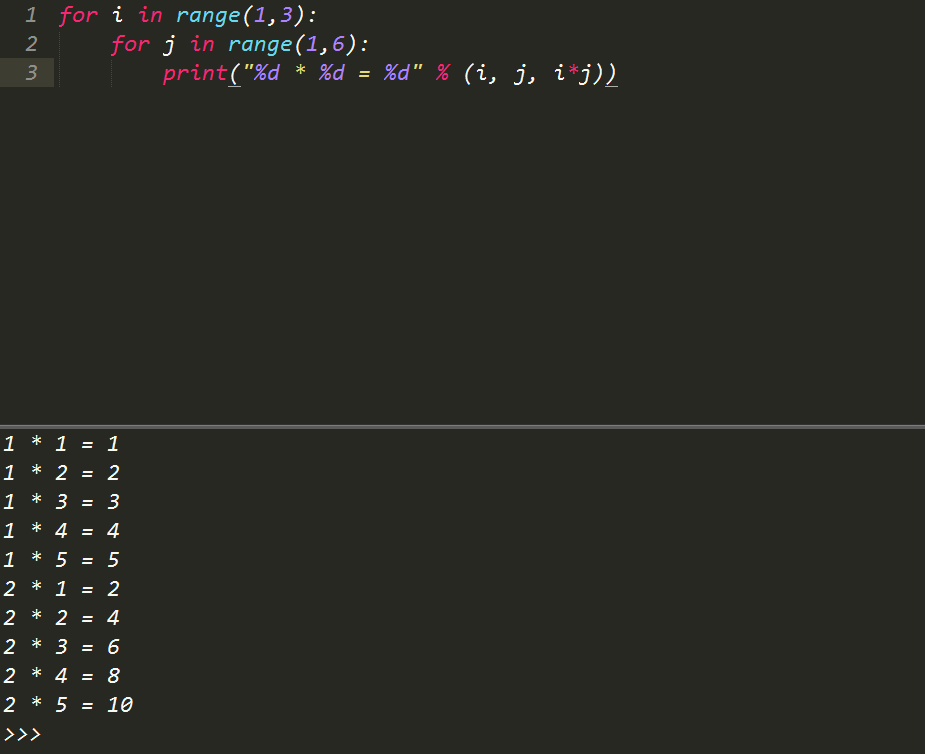 1 for i in range(1,3):
2     for j in range(1,6):
3         print("%d * %d = %d" % (i, j, i*j))
1 * 1 = 1
1 * 2 = 2
1 * 3 = 3
1 * 4 = 4
1 * 5 = 5
2 * 1 = 2
2 * 2 = 4
2 * 3 = 6
2 * 4 = 8
2 * 5 = 10
>>>